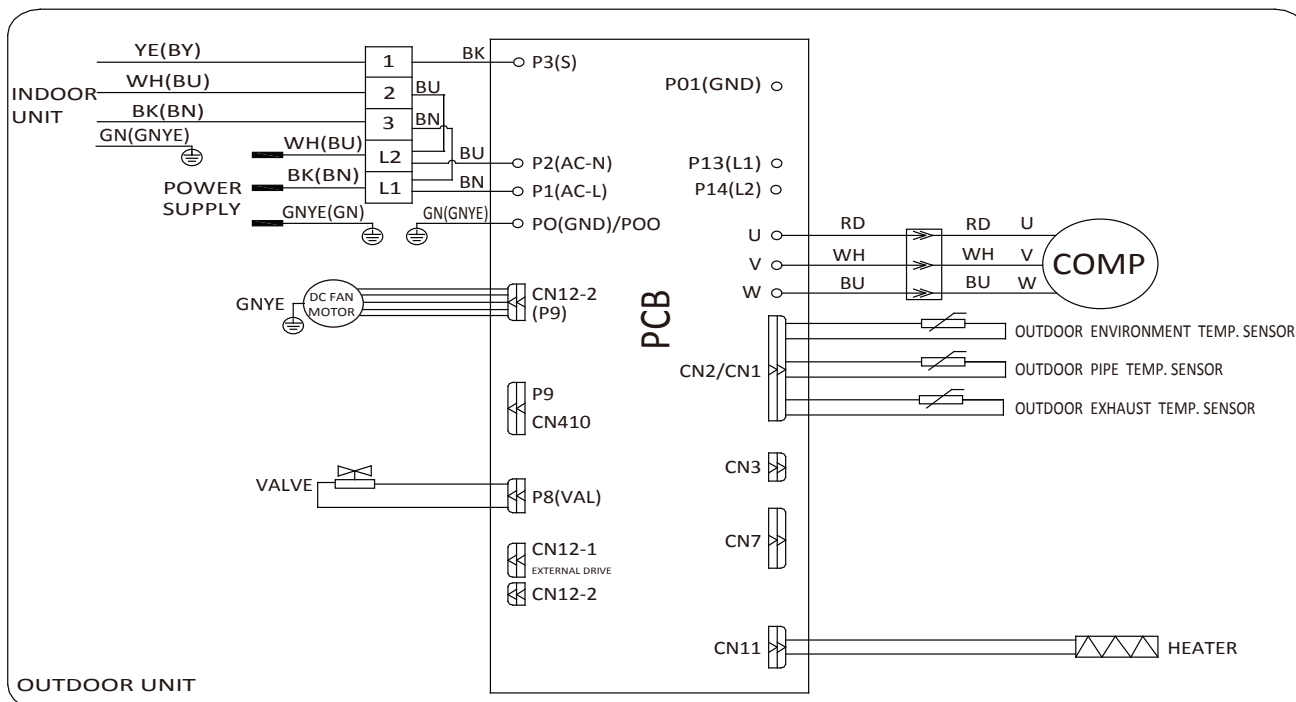 YE(BY)
WH(BU)
INDOOR
UNIT
BK(BN)
GN(GNYE)
WH(BU)
BK(BN)
POWER
SUPPLY
GNYE(GN)
1
2
3
L2
L1
BK
BU
BN
BU
BN
GN(GNYE)
P3(S)
P2(AC-N)
P1(AC-L)
PO(GND)/POO
GNYE
DC FAN
MOTOR
CN12-2
(P9)
P9
CN410
VALVE
P8(VAL)
CN12-1
EXTERNAL DRIVE
CN12-2
PCB
P01(GND)
P13(L1)
P14(L2)
U
RD
RD
U
V
WH
WH
V
W
BU
BU
W
COMP
CN2/CN1
OUTDOOR ENVIRONMENT TEMP. SENSOR
OUTDOOR PIPE TEMP. SENSOR
OUTDOOR EXHAUST TEMP. SENSOR
CN3
CN7
CN11
HEATER
OUTDOOR UNIT